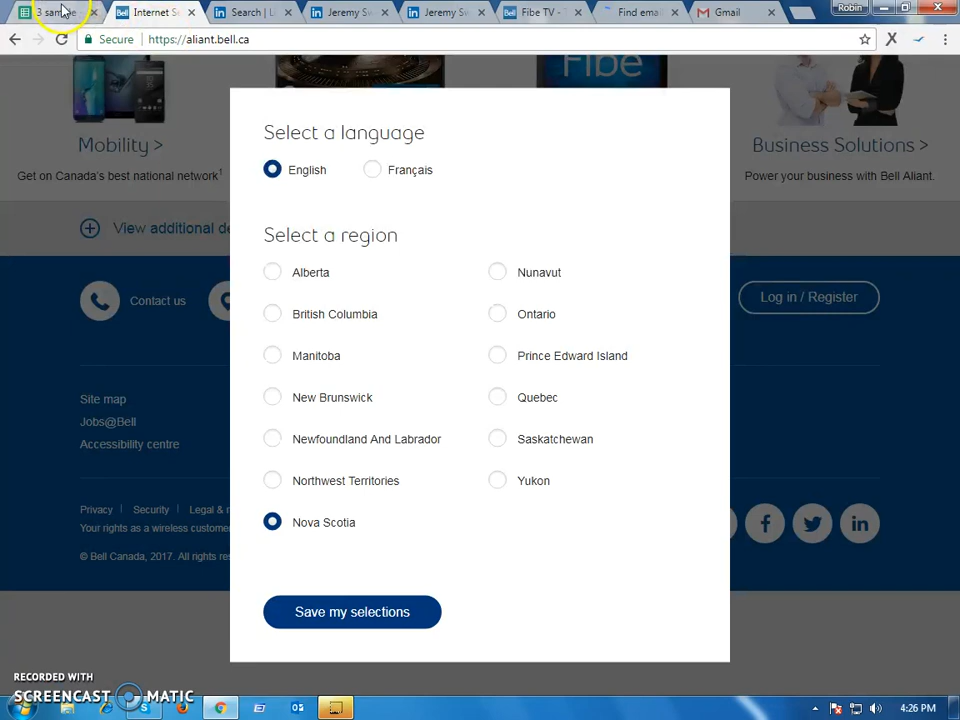 3 sample
Internet Se
Search | Li
Jeremy Sw
Jeremy Sw
Fibe TV -
Find email
Gmail
Robin
Secure
https://aliant.bell.ca
Fibe
Mobility >
Get on Canada's best national network1
Business Solutions >
Power your business with Bell Aliant.
View additional de
Contact us
Log in / Register
Site map
Jobs@Bell
Accessibility centre
Privacy
Security
Legal & r
Your rights as a wireless custome
© Bell Canada, 2017. All rights re
Select a language
English
Français
Select a region
Alberta
Nunavut
British Columbia
Ontario
Manitoba
Prince Edward Island
New Brunswick
Quebec
Newfoundland And Labrador
Saskatchewan
Northwest Territories
Yukon
Nova Scotia
Save my selections
RECORDED WITH
SCREENCAST MATIC
4:26 PM